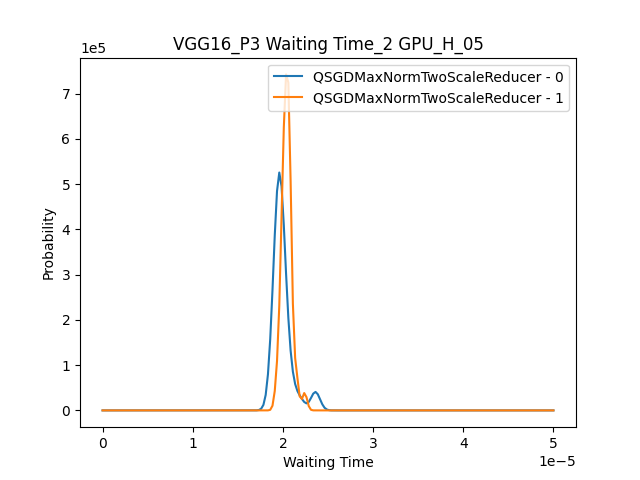 VGG16_P3 Waiting Time_2 GPU_H_05
1e5
QSGDMaxNormTwoScaleReducer - 0
QSGDMaxNormTwoScaleReducer - 1
7
6
5
4
3
2
1
0
Probability
0 1 2 3 4 5
Waiting Time
1e−5